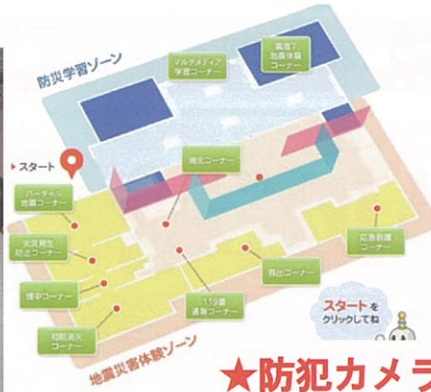 防災学習ゾーン
マルチメディア
学習コーナー
震度7
地震体験
コーナー
スタート
消火コーナー
バーチャル
地震コーナー
火災発生
防止コーナー
煙中コーナー
初期消火
コーナー
119番
通報コーナー
救出コーナー
応急救護
コーナー
地震災害体験ゾーン
スタートを
クリックしてね
★防犯カメラ